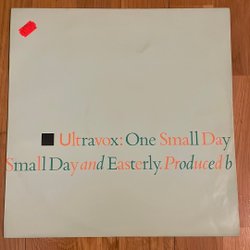 Ultravox: One Small Day
Small Day and Easterly. Produced b